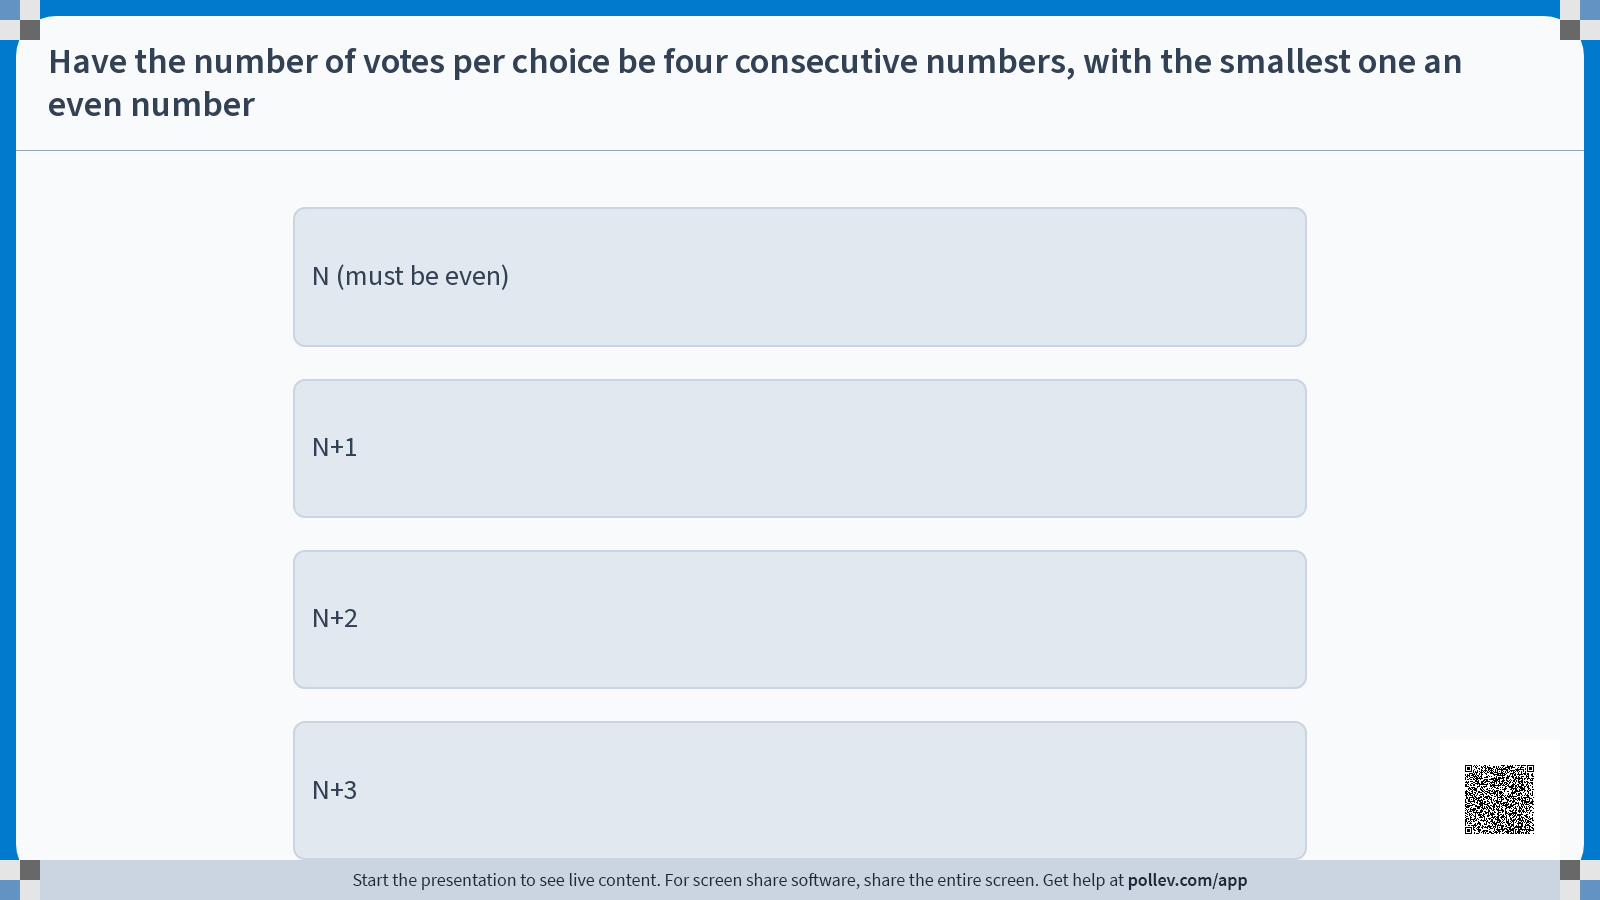 Have the number of votes per choice be four consecutive numbers, with the smallest one an
even number
N (must be even)
N+1
N+2
N+3
Start the presentation to see live content. For screen share software, share the entire screen. Get help at pollev.com/app